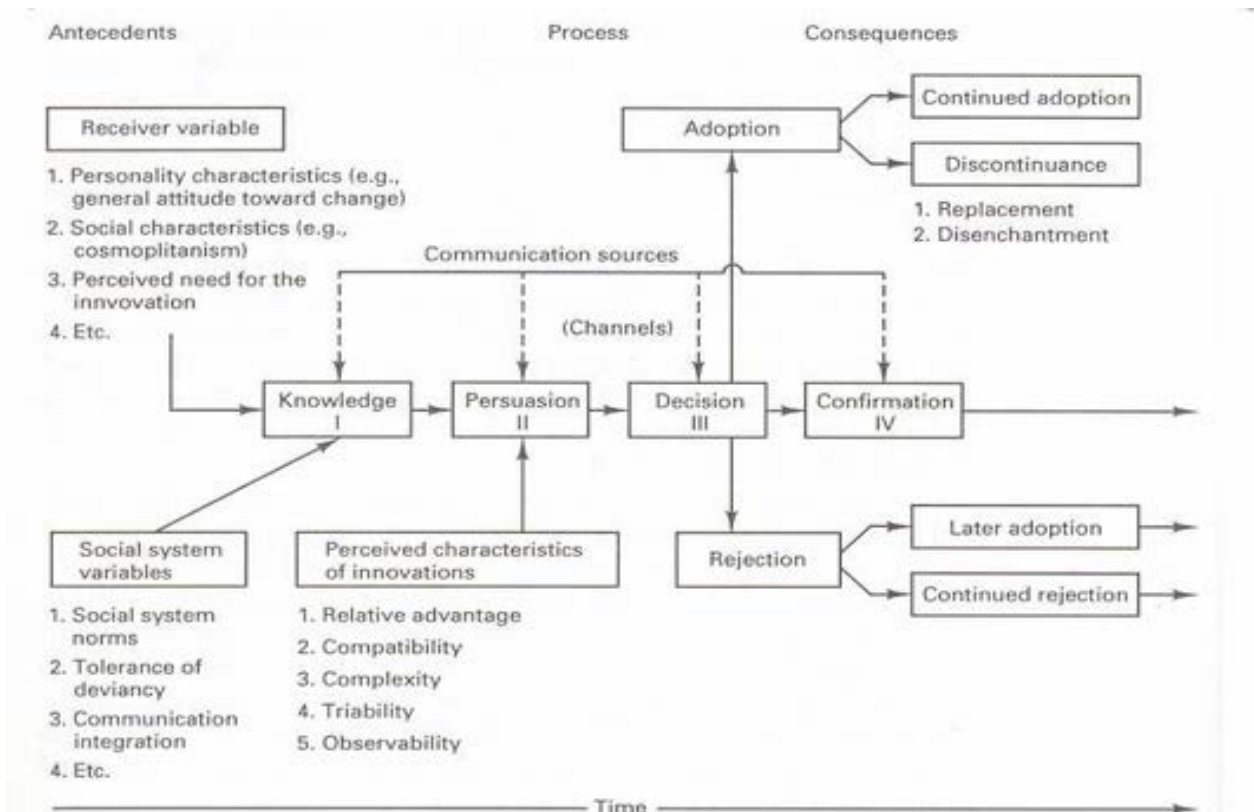 Antecedents
Process
Consequences
Receiver variable
1. Personality characteristics (e.g.,
general attitude toward change)
2. Social characteristics (e.g.,
cosmoplitanism)
3. Perceived need for the
innvovation
4. Etc.
Adoption
Continued adoption
Discontinuance
1. Replacement
2. Disenchantment
Communication sources
(Channels)
Knowledge
I
Persuasion
II
Decision
III
Confirmation
IV
Social system
variables
1. Social system
norms
2. Tolerance of
deviancy
3. Communication
integration
4. Etc.
Perceived characteristics
of innovations
1. Relative advantage
2. Compatibility
3. Complexity
4. Triability
5. Observability
Rejection
Later adoption
Continued rejection
Time